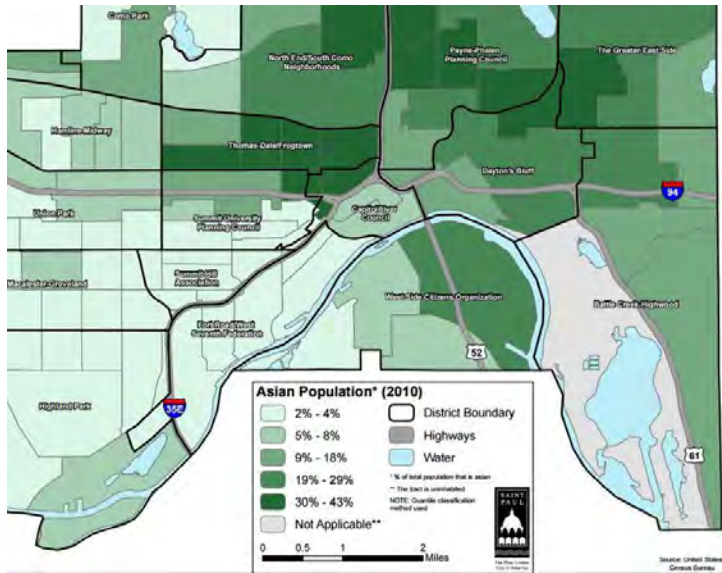 Como Park
North End/South Como
Neighborhoods
Payne-Phalen
Planning Council
The Greater East Side
Hamline-Midway
Thomas-Dale/Frogtown
Dayton's Bluff
94
Union Park
Summit University
Planning Council
Capitol River
Council
Macalester-Groveland
Summit Hill
Association
West Side Citizens Organization
Battle Creek-Highwood
Fort Road/West
Seventh Federation
52
Highland Park
35E
61
Asian Population* (2010)
2% - 4%
5% - 8%
9% - 18%
19% - 29%
30% - 43%
Not Applicable**
District Boundary
Highways
Water
* % of total population that is asian
** The tract is uninhabited
NOTE: Quantile classification
method used
0 0.5 1 2
Miles
SAINT
PAUL
Source: United States
Census Bureau